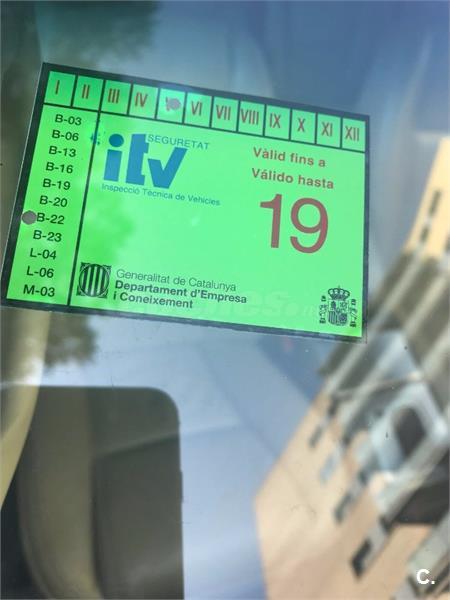 I II III IV VI VII VIII IX X XI XII
B-03
B-06
B-13
B-16
B-19
B-20
B-22
B-23
L-04
L-06
M-03
SEGURETAT
itv
Inspecció Tècnica de Vehicles
Vàlid fins a
Válido hasta
19
Generalitat de Catalunya
Departament d'Empresa
i Coneixement
C.